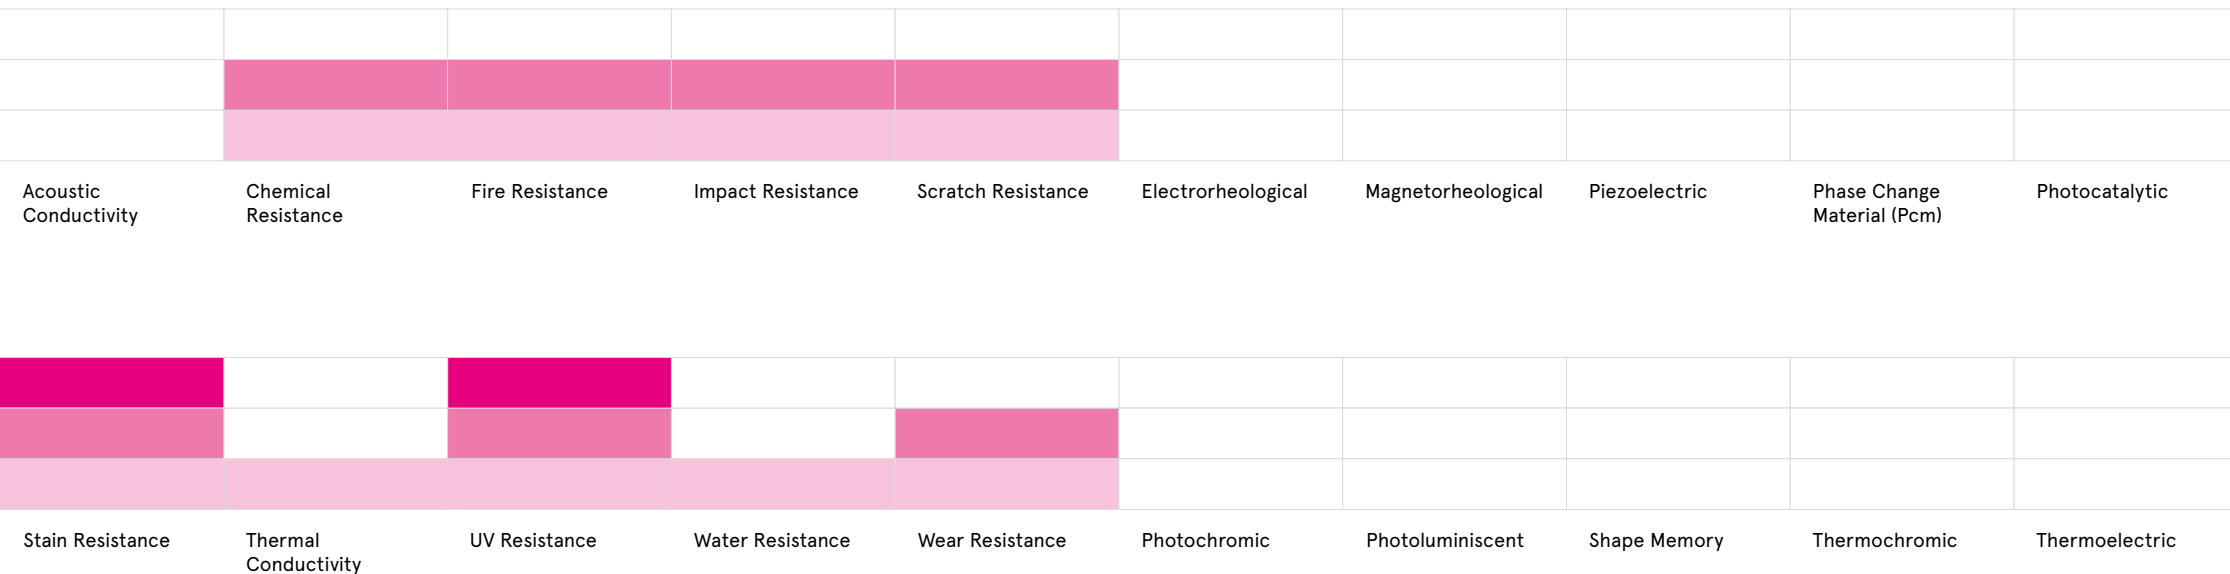 Acoustic
Conductivity
Chemical
Resistance
Fire Resistance
Impact Resistance
Scratch Resistance
Electrorheological
Magnetorheological
Piezoelectric
Phase Change
Material (Pcm)
Photocatalytic
Stain Resistance
Thermal
Conductivity
UV Resistance
Water Resistance
Wear Resistance
Photochromic
Photoluminiscent
Shape Memory
Thermochromic
Thermoelectric